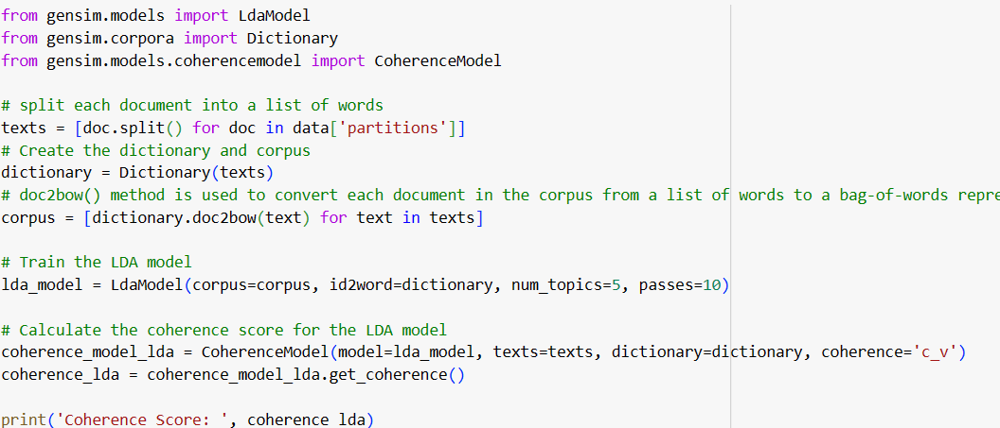 from gensim.models import LdaModel
from gensim.corpora import Dictionary
from gensim.models.coherencemodel import CoherenceModel
# split each document into a list of words
texts = [doc.split() for doc in data['partitions']]
# Create the dictionary and corpus
dictionary = Dictionary(texts)
# doc2bow() method is used to convert each document in the corpus from a list of words to a bag-of-words repre
corpus = [dictionary.doc2bow(text) for text in texts]
# Train the LDA model
lda_model = LdaModel(corpus=corpus, id2word=dictionary, num_topics=5, passes=10)
# Calculate the coherence score for the LDA model
coherence_model_lda = CoherenceModel(model=lda_model, texts=texts, dictionary=dictionary, coherence='c_v')
coherence_lda = coherence_model_lda.get_coherence()
print('Coherence Score: ', coherence lda)